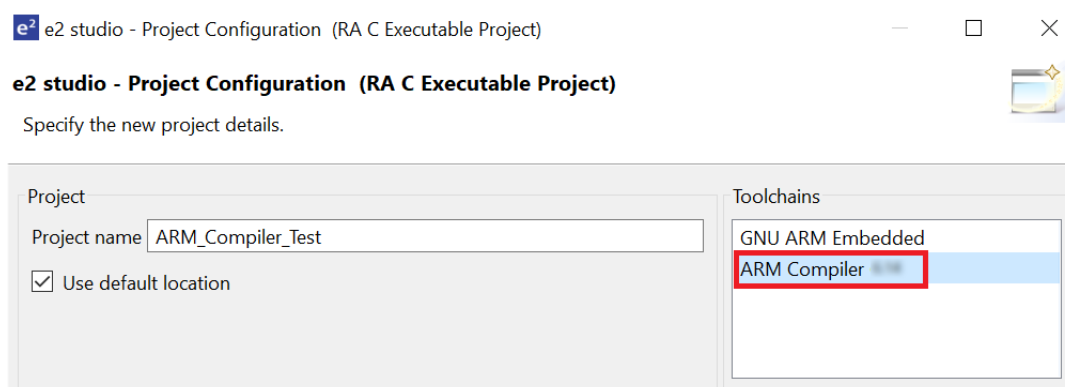 e² e2 studio - Project Configuration (RA C Executable Project)
e2 studio - Project Configuration (RA C Executable Project)
Specify the new project details.
Project
Project name ARM_Compiler_Test
Use default location
Toolchains
GNU ARM Embedded
ARM Compiler